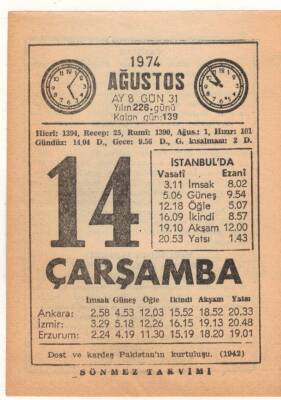 1974
AĞUSTOS
AY 8 GÜN 31
Yılın 226.günü
Kalan gün:139
Hicri: 1394, Recep: 25, Rumi: 1390, Ağus.: 1, Hızır: 101
Gündüz: 14.04 D., Gece: 9.56 D., G. kısalması: 2 D.
14
İSTANBUL'DA
Vasati Ezani
3.11 İmsak 8.02
5.06 Güneş 9.54
12.18 Öğle 5.07
16.09 İkindi 8.57
19.10 Akşam 12.00
20.53 Yatsı 1.43
ÇARŞAMBA
İmsak Güneş Öğle İkindi Akşam Yatsı
Ankara: 2.58 4.53 12.03 15.52 18.52 20.33
İzmir: 3.29 5.18 12.26 16.15 19.13 20.48
Erzurum: 2.24 4.19 11.30 15.19 18.20 19.01
Dost ve kardeş Pakistan'ın kurtuluşu. (1942)
SÖNMEZ TAKVİMİ